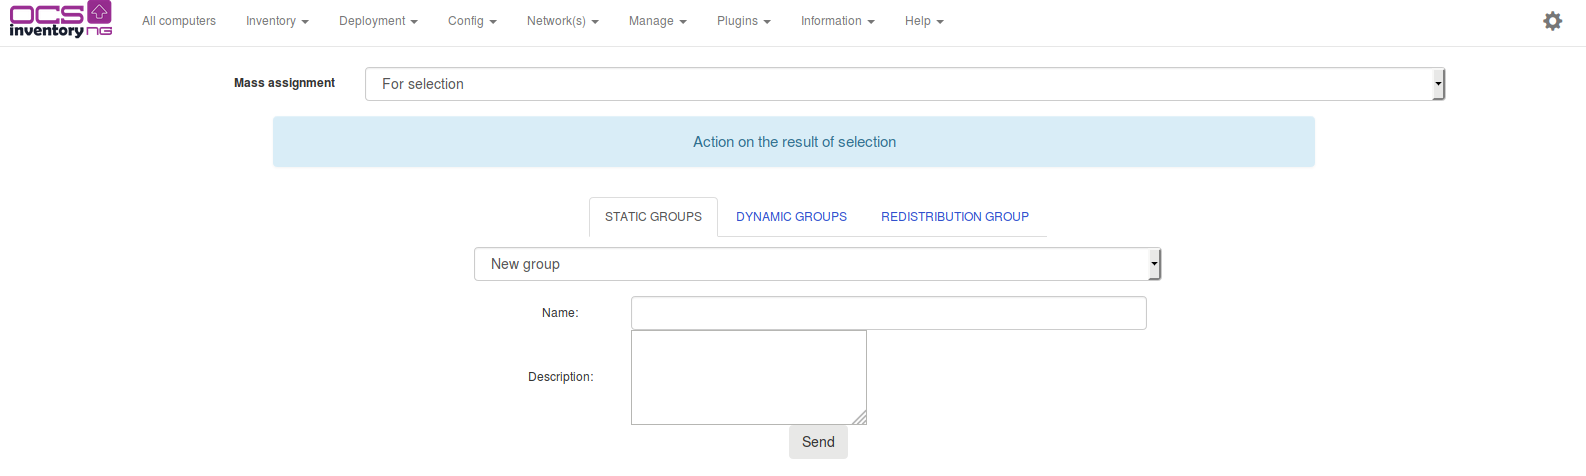 OCS
inventory NG
All computers Inventory Deployment Config Network(s) Manage Plugins Information Help
Mass assignment For selection
Action on the result of selection
STATIC GROUPS DYNAMIC GROUPS REDISTRIBUTION GROUP
New group
Name:
Description:
Send